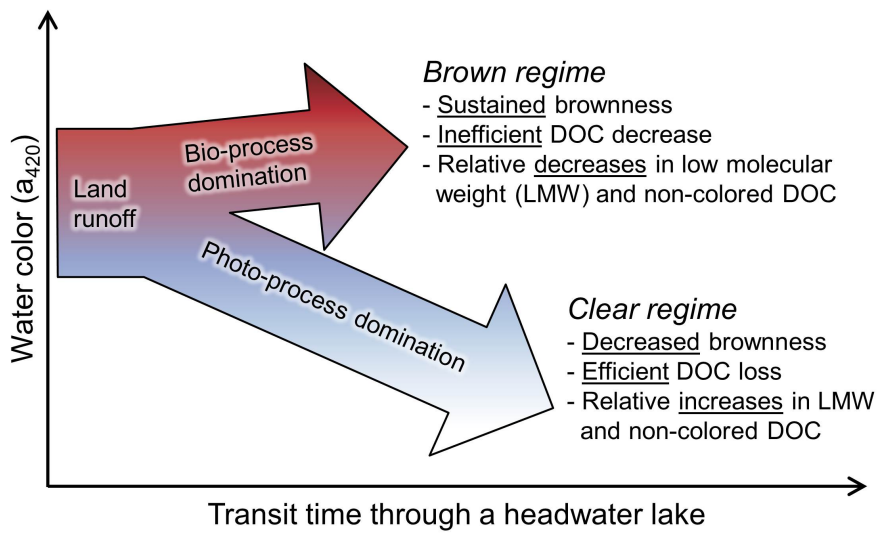 Water color (a420)
Land
runoff
Bio-process
domination
Photo-process domination
Brown regime
- Sustained brownness
- Inefficient DOC decrease
- Relative decreases in low molecular
weight (LMW) and non-colored DOC
Clear regime
- Decreased brownness
- Efficient DOC loss
- Relative increases in LMW
and non-colored DOC
Transit time through a headwater lake